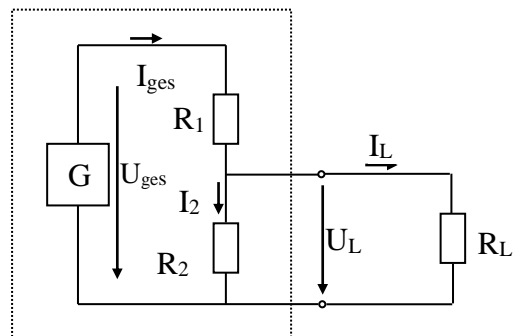 I_ges
R_1
I_L
G
U_ges
I_2
U_L
R_L
R_2